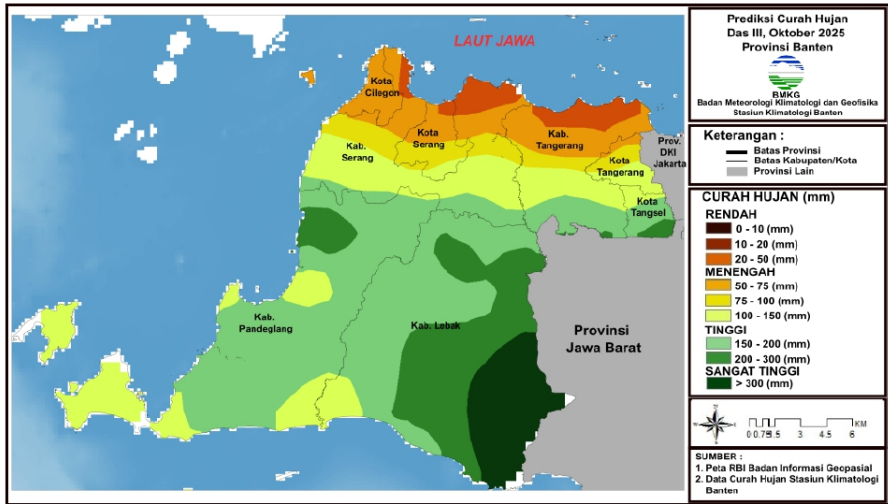 LAUT JAWA
Kota
Cilegon
Kab.
Serang
Kota
Serang
Kab.
Tangerang
Prov.
DKI
Jakarta
Kota
Tangerang
Kota
Tangsel
Kab.
Pandeglang
Kab. Lebak
Provinsi
Jawa Barat
Prediksi Curah Hujan
Das III, Oktober 2025
Provinsi Banten
BMKG
Badan Meteorologi Klimatologi dan Geofisika
Stasiun Klimatologi Banten
Keterangan :
Batas Provinsi
Batas Kabupaten/Kota
Provinsi Lain
CURAH HUJAN (mm)
RENDAH
0 - 10 (mm)
10 - 20 (mm)
20 - 50 (mm)
MENENGAH
50 - 75 (mm)
75 - 100 (mm)
100 - 150 (mm)
TINGGI
150 - 200 (mm)
200 - 300 (mm)
SANGAT TINGGI
> 300 (mm)
KM
0 0.75 1.5 3 4.5 6
SUMBER :
1. Peta RBI Badan Informasi Geopasial
2. Data Curah Hujan Stasiun Klimatologi
Banten